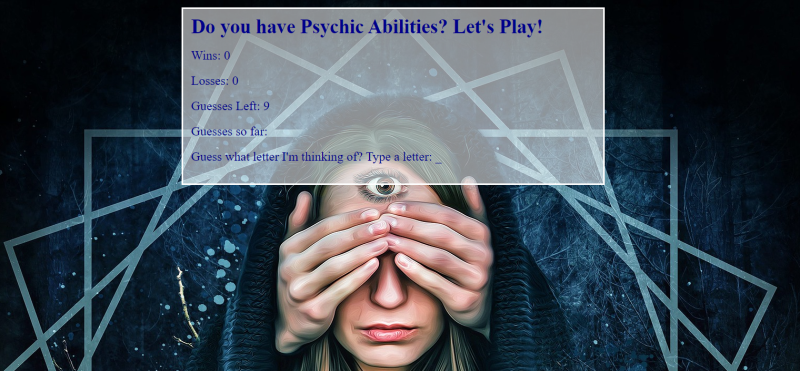 Do you have Psychic Abilities? Let's Play!
Wins: 0
Losses: 0
Guesses Left: 9
Guesses so far:
Guess what letter I'm thinking of? Type a letter: _